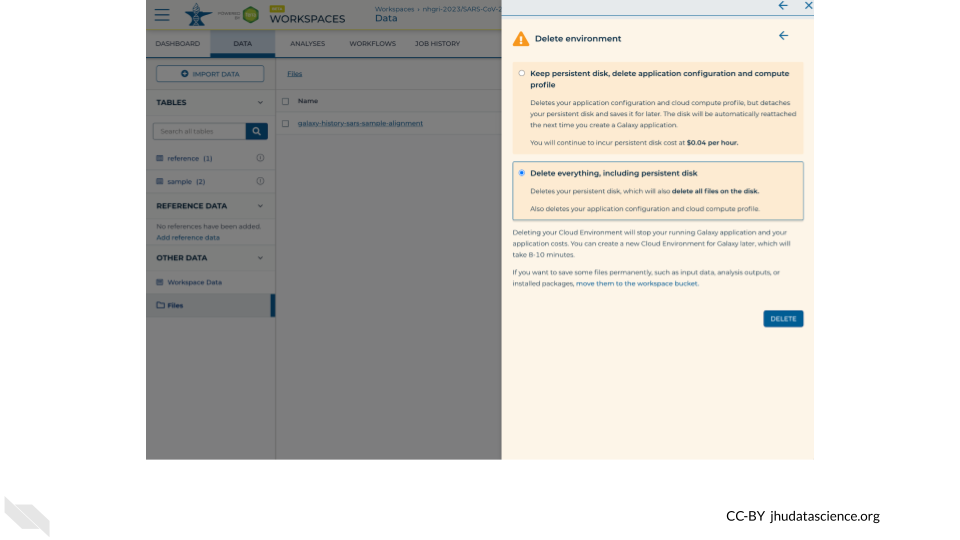 POWERED BY
BETA
WORKSPACES
Workspaces › nhgri-2023/SARS-CoV-2
Data
DASHBOARD
DATA
ANALYSES
WORKFLOWS
JOB HISTORY
IMPORT DATA
TABLES
Search all tables
reference (1)
sample (2)
REFERENCE DATA
No references have been added.
Add reference data
OTHER DATA
Workspace Data
Files
Files
Name
galaxy-history-sars-sample-alignment
Delete environment
Keep persistent disk, delete application configuration and compute
profile
Deletes your application configuration and cloud compute profile, but detaches
your persistent disk and saves it for later. The disk will be automatically reattached
the next time you create a Galaxy application.
You will continue to incur persistent disk cost at $0.04 per hour.
Delete everything, including persistent disk
Deletes your persistent disk, which will also delete all files on the disk.
Also deletes your application configuration and cloud compute profile.
Deleting your Cloud Environment will stop your running Galaxy application and your
application costs. You can create a new Cloud Environment for Galaxy later, which will
take 8-10 minutes.
If you want to save some files permanently, such as input data, analysis outputs, or
installed packages, move them to the workspace bucket.
DELETE
CC-BY jhudatascience.org